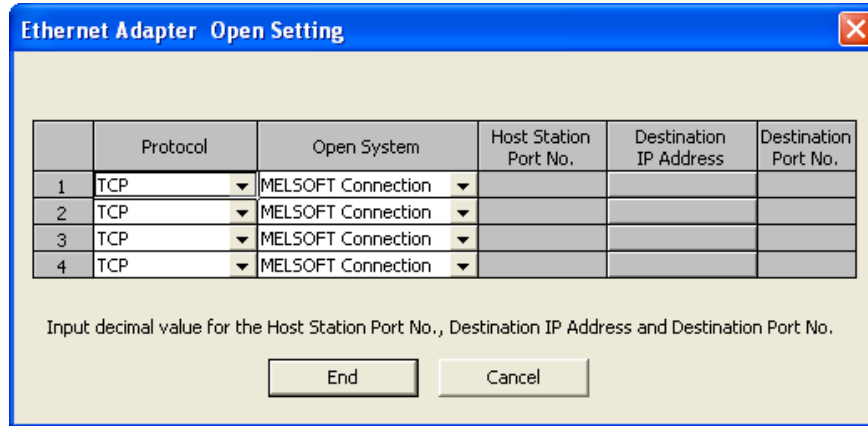 Ethernet Adapter  Open Setting
Protocol Open System Host Station Port No. Destination IP Address Destination Port No.
1 TCP MELSOFT Connection
2 TCP MELSOFT Connection
3 TCP MELSOFT Connection
4 TCP MELSOFT Connection
Input decimal value for the Host Station Port No., Destination IP Address and Destination Port No.
End Cancel